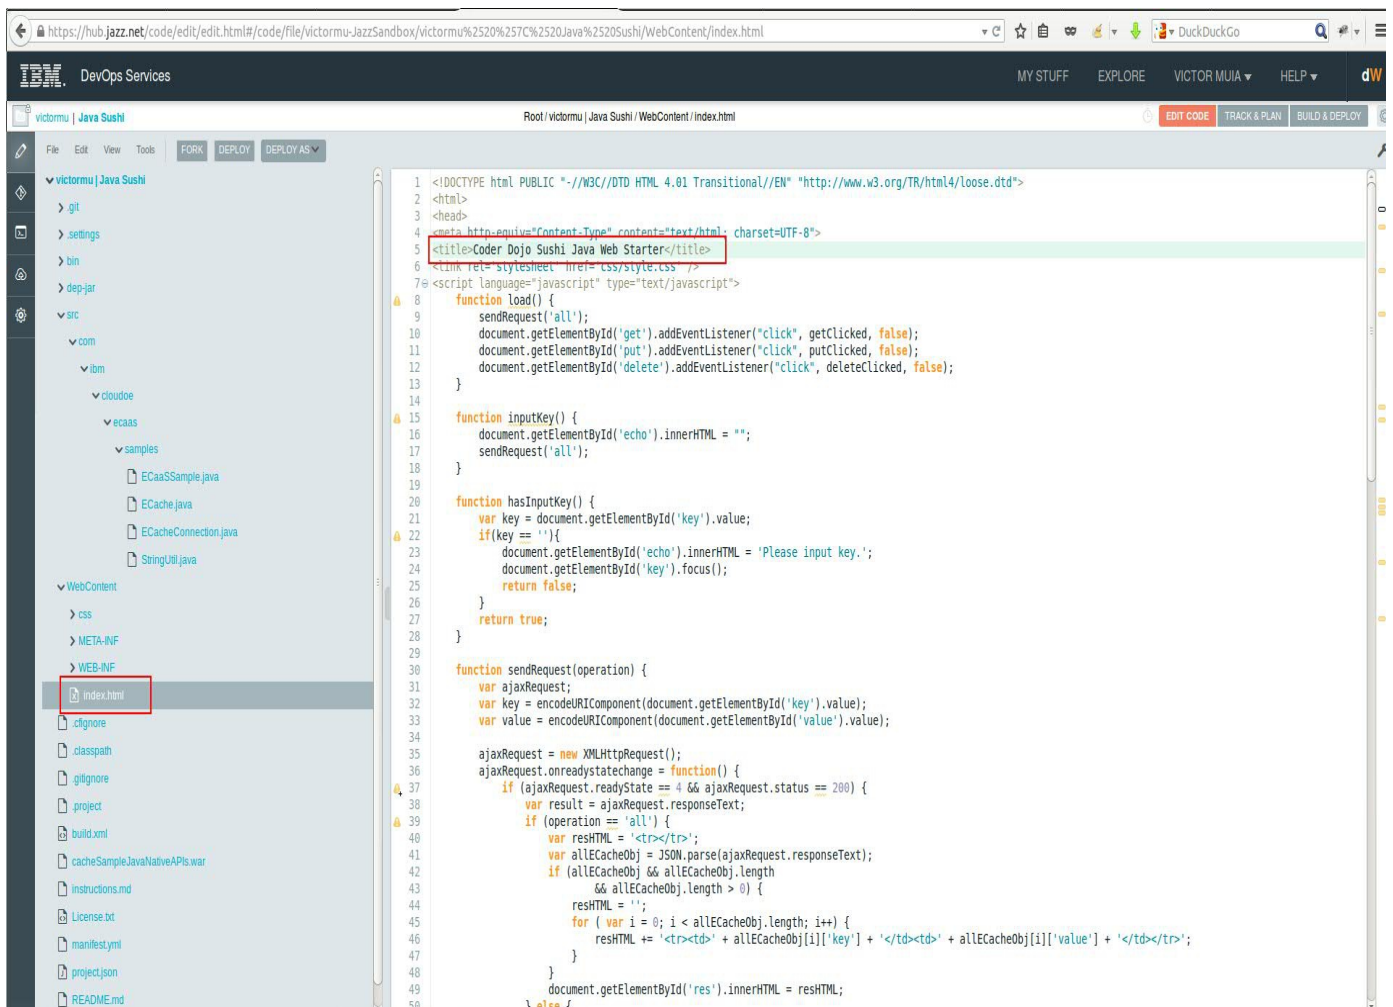 https://hub.jazz.net/code/edit/edit.html#/code/file/victormu-JazzSandbox/victormu%2520%257C%2520Java%2520Sushi/WebContent/index.html
DuckDuckGo
IBM. DevOps Services
MY STUFF EXPLORE VICTOR MUIA HELP dW
victormu | Java Sushi
Root / victormu | Java Sushi / WebContent / index.html
EDIT CODE TRACK & PLAN BUILD & DEPLOY
File Edit View Tools FORK DEPLOY DEPLOY AS
victormu | Java Sushi
.git
.settings
bin
dep-jar
src
com
ibm
cloudoe
ecaas
samples
ECaaSSample.java
ECache.java
ECacheConnection.java
StringUtil.java
WebContent
css
META-INF
WEB-INF
index.html
.cfignore
.classpath
.gitignore
.project
build.xml
cacheSampleJavaNativeAPIs.war
instructions.md
License.txt
manifest.yml
project.json
README.md
1 <!DOCTYPE html PUBLIC "-//W3C//DTD HTML 4.01 Transitional//EN" "http://www.w3.org/TR/html4/loose.dtd">
2 <html>
3 <head>
4 <meta http-equiv="Content-Type" content="text/html; charset=UTF-8">
5 <title>Coder Dojo Sushi Java Web Starter</title>
6 <link rel="stylesheet" href="css/style.css" />
7 <script language="javascript" type="text/javascript">
8 function load() {
9 sendRequest('all');
10 document.getElementById('get').addEventListener("click", getClicked, false);
11 document.getElementById('put').addEventListener("click", putClicked, false);
12 document.getElementById('delete').addEventListener("click", deleteClicked, false);
13 }
14
15 function inputKey() {
16 document.getElementById('echo').innerHTML = "";
17 sendRequest('all');
18 }
19
20 function hasInputKey() {
21 var key = document.getElementById('key').value;
22 if(key == ''){
23 document.getElementById('echo').innerHTML = 'Please input key.';
24 document.getElementById('key').focus();
25 return false;
26 }
27 return true;
28 }
29
30 function sendRequest(operation) {
31 var ajaxRequest;
32 var key = encodeURIComponent(document.getElementById('key').value);
33 var value = encodeURIComponent(document.getElementById('value').value);
34
35 ajaxRequest = new XMLHttpRequest();
36 ajaxRequest.onreadystatechange = function() {
37 if (ajaxRequest.readyState == 4 && ajaxRequest.status == 200) {
38 var result = ajaxRequest.responseText;
39 if (operation == 'all') {
40 var resHTML = '<tr></tr>';
41 var allECacheObj = JSON.parse(ajaxRequest.responseText);
42 if (allECacheObj && allECacheObj.length
43 && allECacheObj.length > 0) {
44 resHTML = '';
45 for ( var i = 0; i < allECacheObj.length; i++) {
46 resHTML += '<tr><td>' + allECacheObj[i]['key'] + '</td><td>' + allECacheObj[i]['value'] + '</td></tr>';
47 }
48 }
49 document.getElementById('res').innerHTML = resHTML;
50 } else {